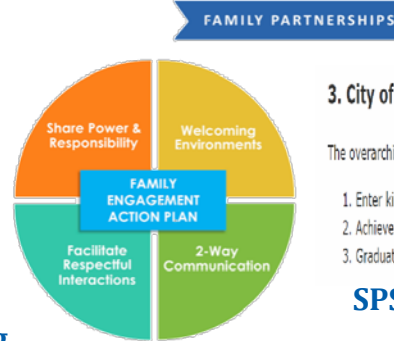 FAMILY PARTNERSHIPS
Share Power &
Responsibility
Welcoming
Environments
FAMILY
ENGAGEMENT
ACTION PLAN
Facilitate
Respectful
Interactions
2-Way
Communication
3. City of
The overarchi
1. Enter ki
2. Achieve
3. Graduat
SPS